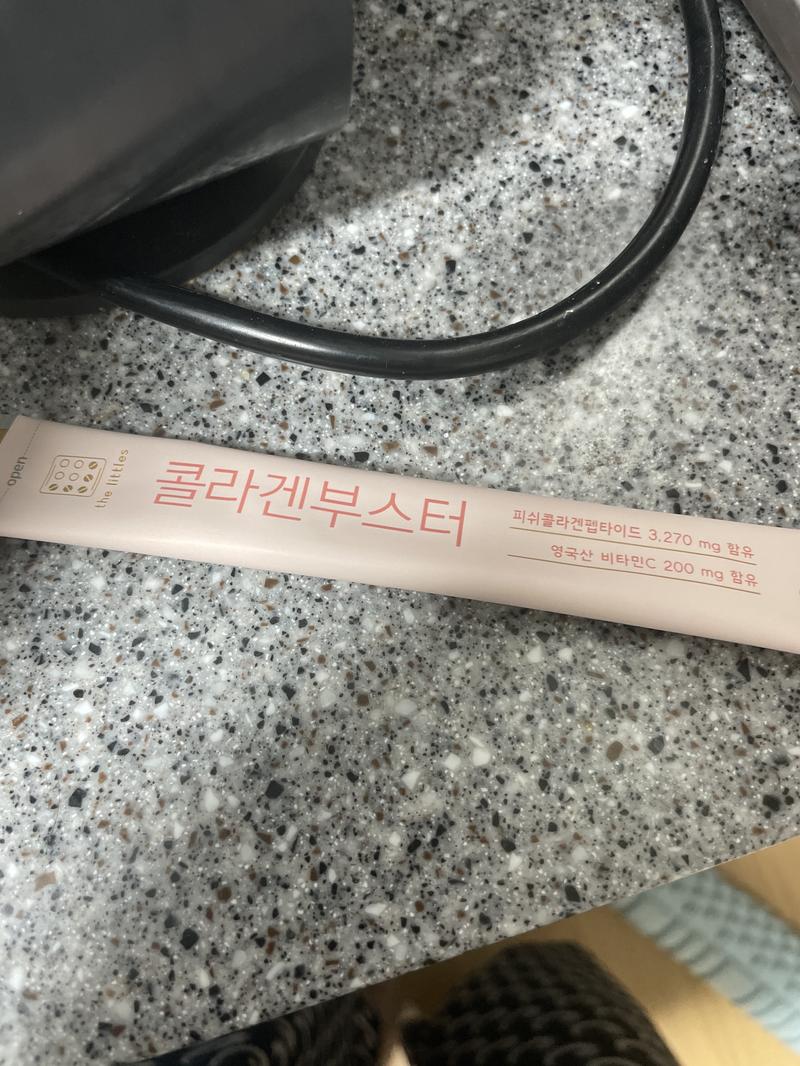 open
the littles
콜라겐부스터
피쉬콜라겐펩타이드 3,270 mg 함유
영국산 비타민C 200 mg 함유